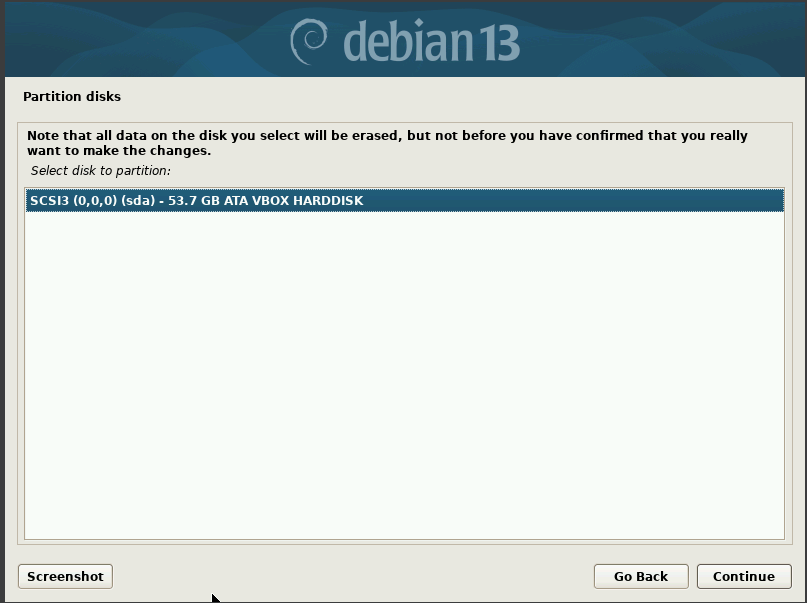 debian 13
Partition disks
Note that all data on the disk you select will be erased, but not before you have confirmed that you really
want to make the changes.
Select disk to partition:
SCSI3 (0,0,0) (sda) - 53.7 GB ATA VBOX HARDDISK
Screenshot
Go Back
Continue